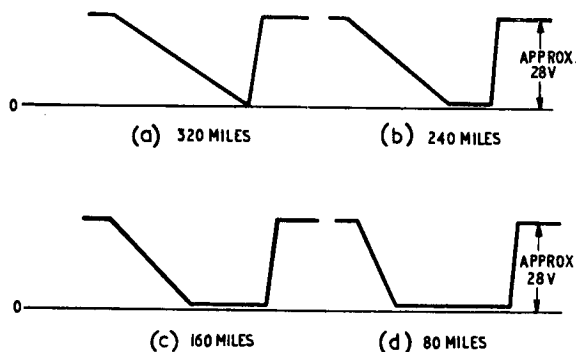 APPROX.
28V
0
(a) 320 MILES
(b) 240 MILES
APPROX
28V
0
(c) 160 MILES
(d) 80 MILES